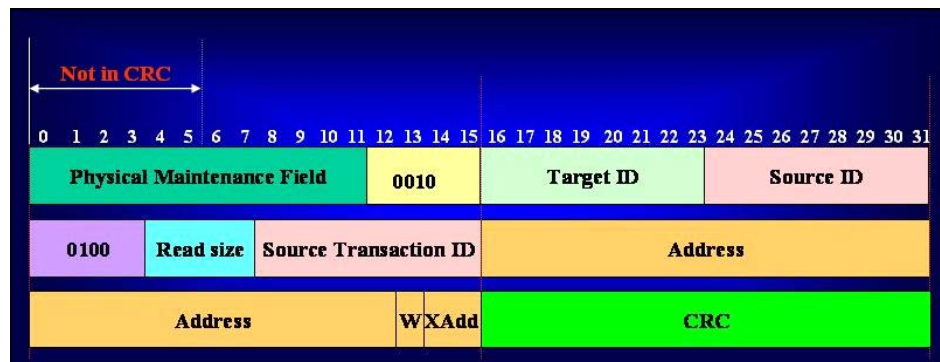 Not in CRC
0 1 2 3 4 5 6 7 8 9 10 11 12 13 14 15 16 17 18 19 20 21 22 23 24 25 26 27 28 29 30 31
Physical Maintenance Field 0010 Target ID Source ID
0100 Read size Source Transaction ID Address
Address W XAdd CRC